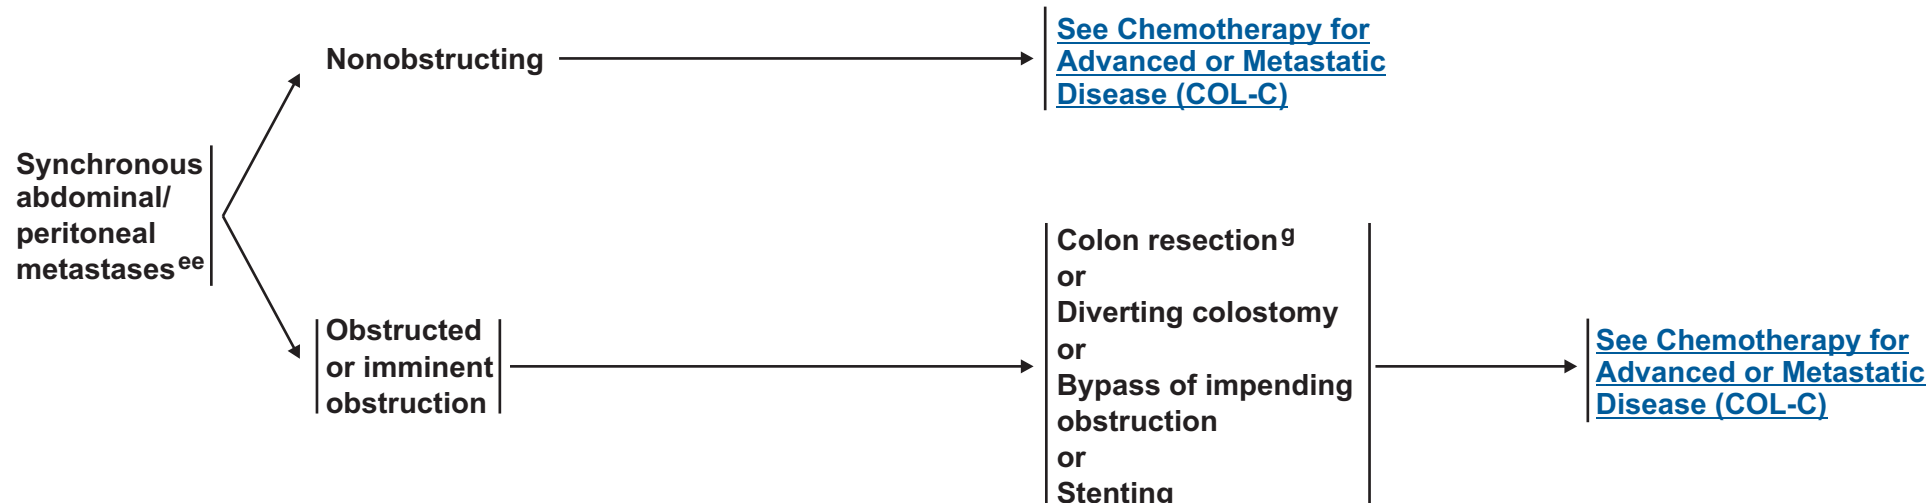 Synchronous
abdominal/
peritoneal
metastases ee
Nonobstructing
See Chemotherapy for
Advanced or Metastatic
Disease (COL-C)
Obstructed
or imminent
obstruction
Colon resection g
or
Diverting colostomy
or
Bypass of impending
obstruction
or
Stenting
See Chemotherapy for
Advanced or Metastatic
Disease (COL-C)